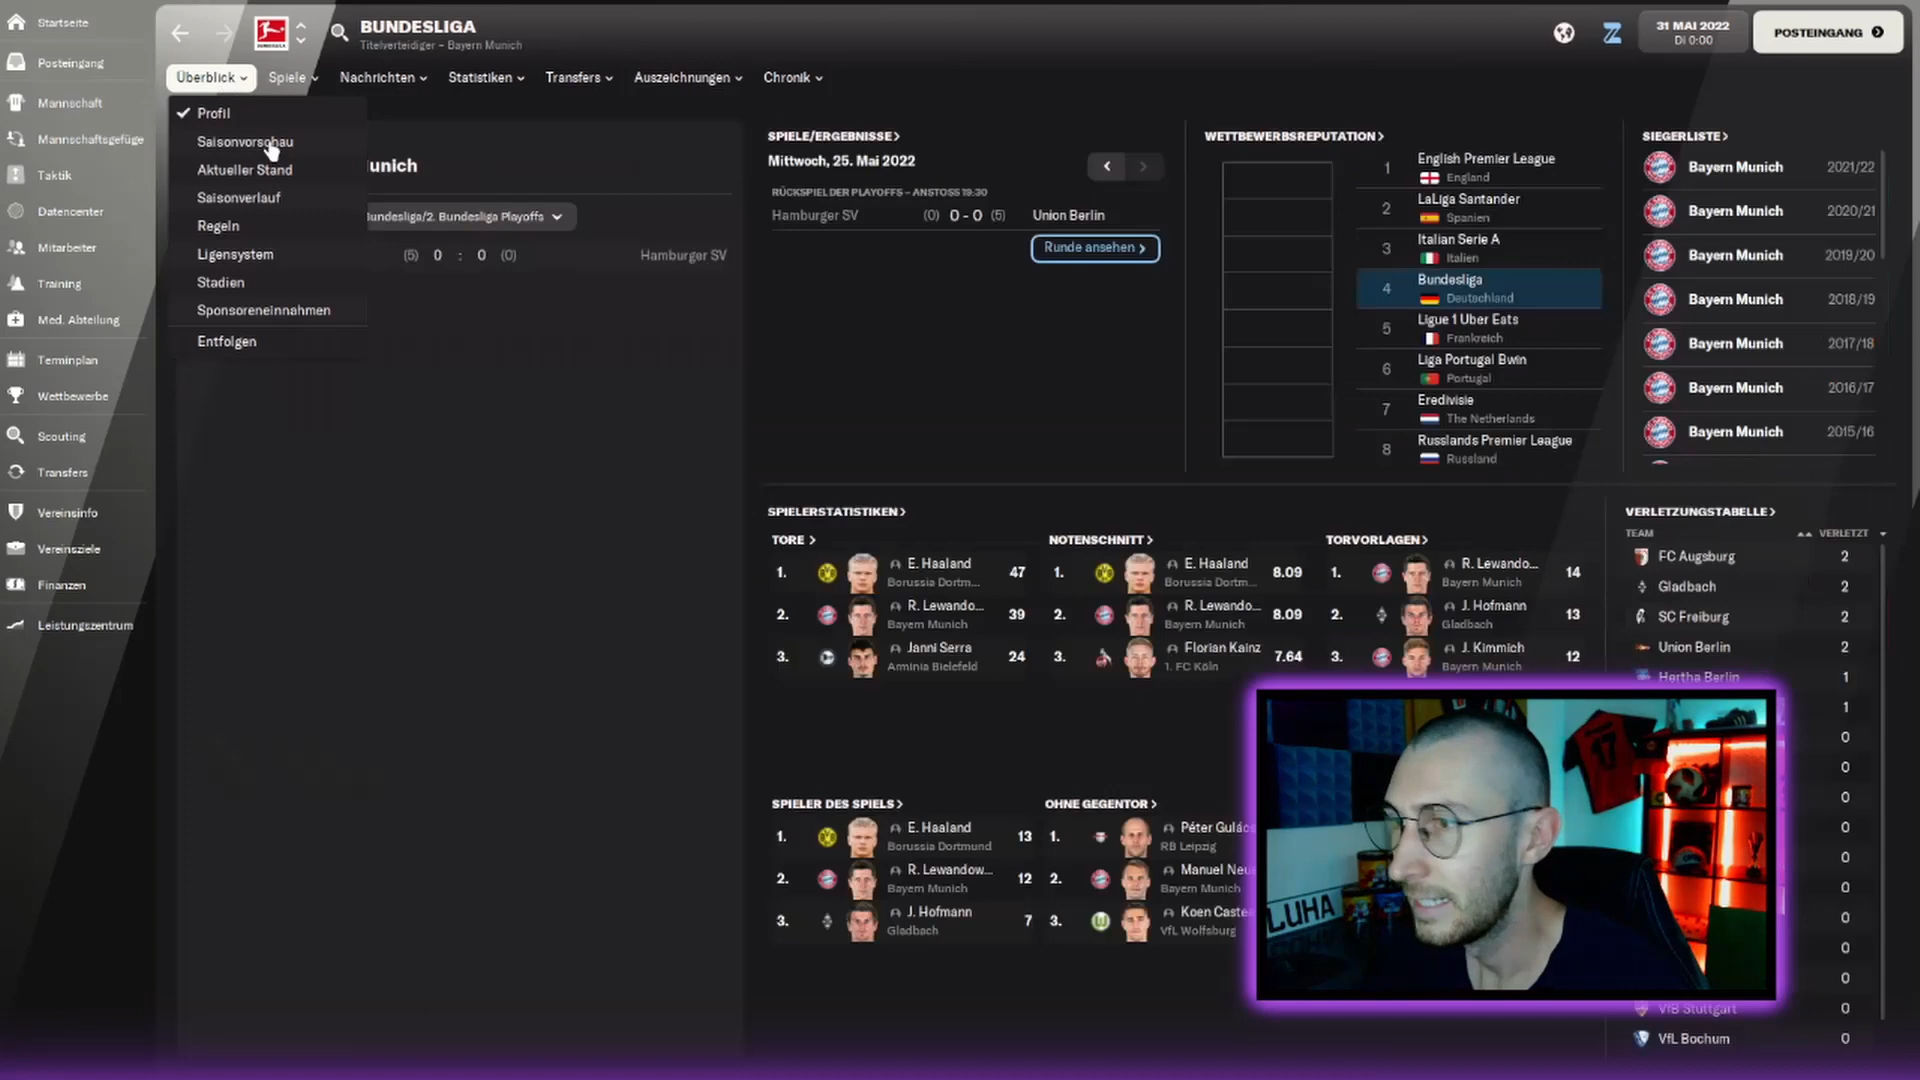 Startseite
Posteingang
Mannschaft
Mannschaftsgefüge
Taktik
Datencenter
Mitarbeiter
Training
Med. Abteilung
Terminplan
Wettbewerbe
Scouting
Transfers
Vereinsinfo
Vereinsziele
Finanzen
Leistungszentrum
BUNDESLIGA
Titelverteidiger – Bayern Munich
31 MAI 2022
Di 0:00
POSTEINGANG
Überblick
Spiele
Nachrichten
Statistiken
Transfers
Auszeichnungen
Chronik
Profil
Saisonvorschau
Aktueller Stand
Saisonverlauf
Regeln
Ligensystem
Stadien
Sponsoreneinnahmen
Entfolgen
Bundesliga/2. Bundesliga Playoffs
(5) 0 : 0 (0) Hamburger SV
SPIELE/ERGEBNISSE
Mittwoch, 25. Mai 2022
RÜCKSPIEL DER PLAYOFFS – ANSTOSS 19:30
Hamburger SV (0) 0 - 0 (5) Union Berlin
Runde ansehen
WETTBEWERBSREPUTATION
1 English Premier League
England
2 LaLiga Santander
Spanien
3 Italian Serie A
Italien
4 Bundesliga
Deutschland
5 Ligue 1 Uber Eats
Frankreich
6 Liga Portugal Bwin
Portugal
7 Eredivisie
The Netherlands
8 Russlands Premier League
Russland
SIEGERLISTE
Bayern Munich 2021/22
Bayern Munich 2020/21
Bayern Munich 2019/20
Bayern Munich 2018/19
Bayern Munich 2017/18
Bayern Munich 2016/17
Bayern Munich 2015/16
SPIELERSTATISTIKEN
TORE
1. E. Haaland 47
Borussia Dortm...
2. R. Lewando... 39
Bayern Munich
3. Janni Serra 24
Arminia Bielefeld
NOTENSCHNITT
1. E. Haaland 8.09
Borussia Dortm...
2. R. Lewando... 8.09
Bayern Munich
3. Florian Kainz 7.64
1. FC Köln
TORVORLAGEN
1. R. Lewando... 14
Bayern Munich
2. J. Hofmann 13
Gladbach
3. J. Kimmich 12
Bayern Munich
SPIELER DES SPIELS
1. E. Haaland 13
Borussia Dortmund
2. R. Lewandow... 12
Bayern Munich
3. J. Hofmann 7
Gladbach
OHNE GEGENTOR
1. Péter Gulác
RB Leipzig
2. Manuel Neu
Bayern Munich
3. Koen Castee
VfL Wolfsburg
VERLETZUNGSTABELLE
TEAM VERLETZT
FC Augsburg 2
Gladbach 2
SC Freiburg 2
Union Berlin 2
Hertha Berlin 1
1
0
0
0
0
0
0
0
0
0
VfB Stuttgart 0
VfL Bochum 0
LUHA
17